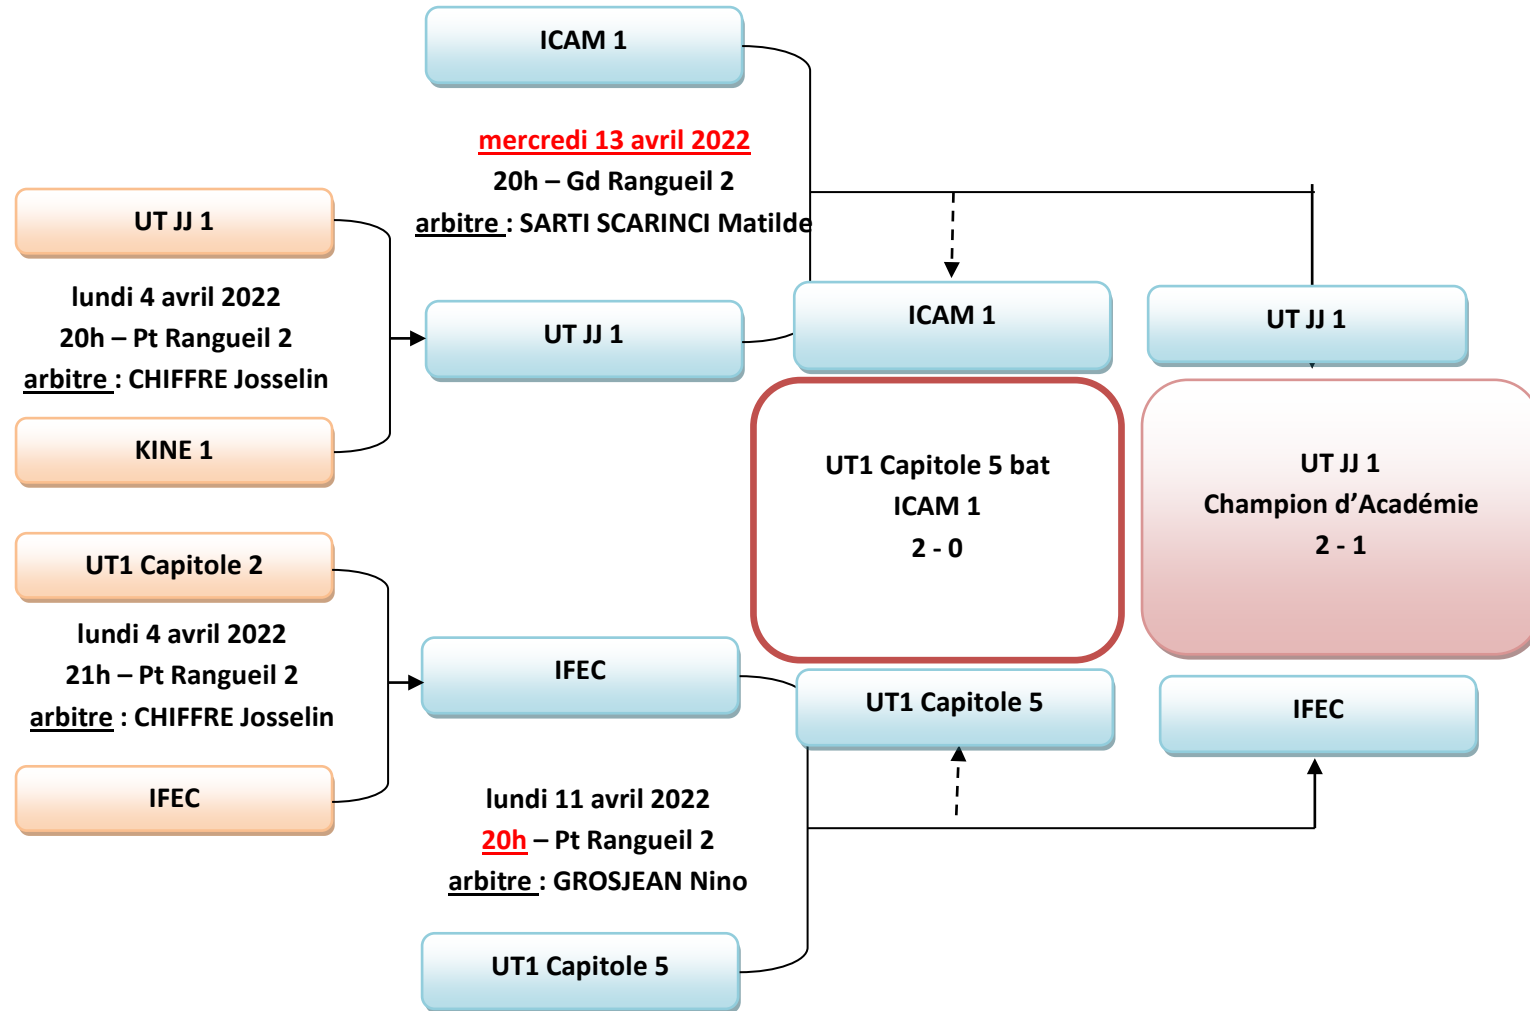 ICAM 1
mercredi 13 avril 2022
20h – Gd Rangueil 2
arbitre : SARTI SCARINCI Matilde
UT JJ 1
lundi 4 avril 2022
20h – Pt Rangueil 2
arbitre : CHIFFRE Josselin
KINE 1
UT JJ 1
ICAM 1
UT JJ 1
UT1 Capitole 5 bat
ICAM 1
2 - 0
UT JJ 1
Champion d’Académie
2 - 1
UT1 Capitole 2
lundi 4 avril 2022
21h – Pt Rangueil 2
arbitre : CHIFFRE Josselin
IFEC
IFEC
UT1 Capitole 5
IFEC
lundi 11 avril 2022
20h – Pt Rangueil 2
arbitre : GROSJEAN Nino
UT1 Capitole 5